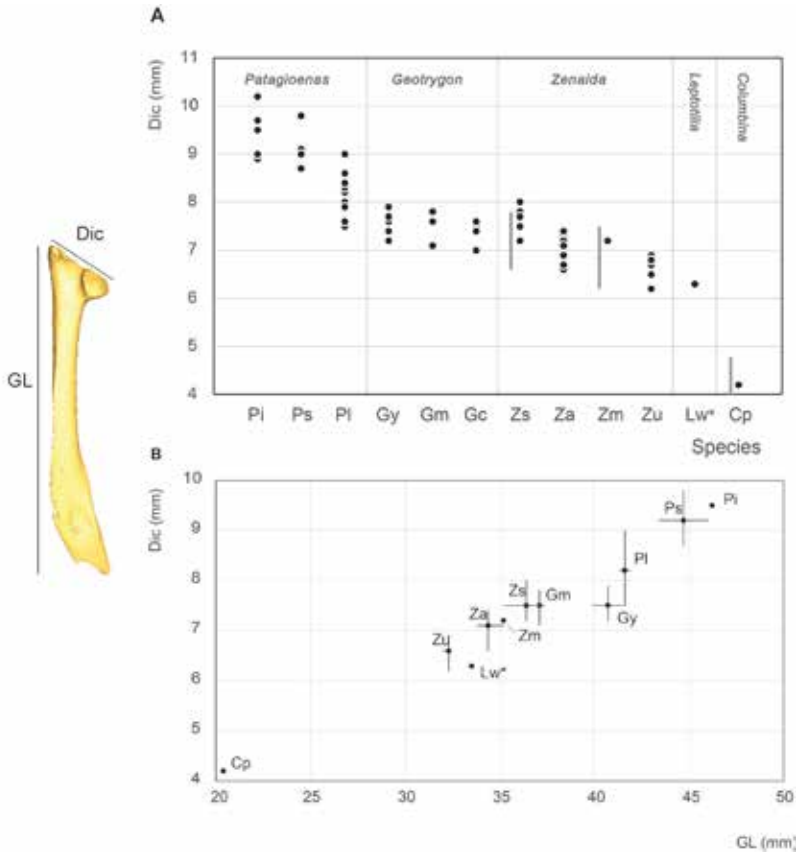 A
Dic (mm)
11
10
9
8
7
6
5
4
Patagioenas Geotrygon Zenaida Leptotilia Columbina
Pi Ps Pl Gy Gm Gc Zs Za Zm Zu Lw* Cp
Species
Dic
GL
B
Dic (mm)
10
9
8
7
6
5
4
Pi
Ps
Pl
Zs Gm
Gy
Za
Zm
Zu
Lw*
Cp
20 25 30 35 40 45 50
GL (mm)